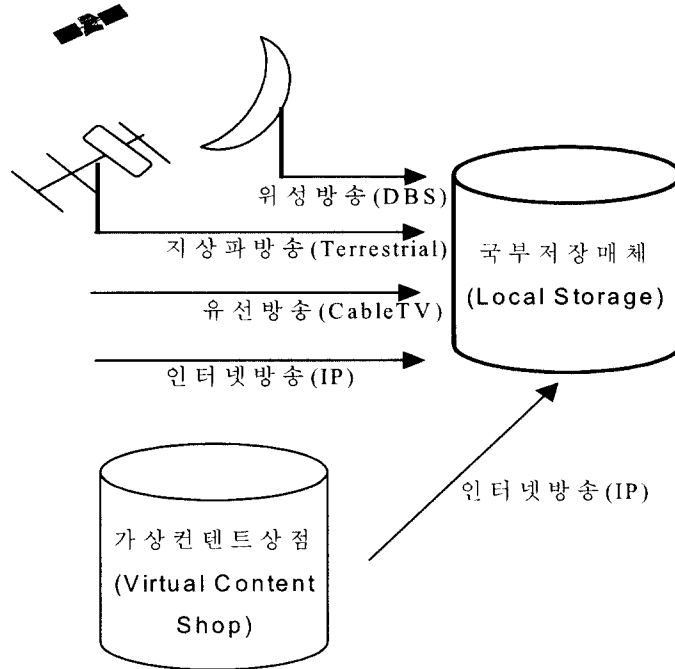 위성방송(DBS)
지상파방송(Terrestrial)
국부저장매체
(Local Storage)
유선방송(CableTV)
인터넷방송(IP)
인터넷방송(IP)
가상컨텐트상점
(Virtual Content
Shop)